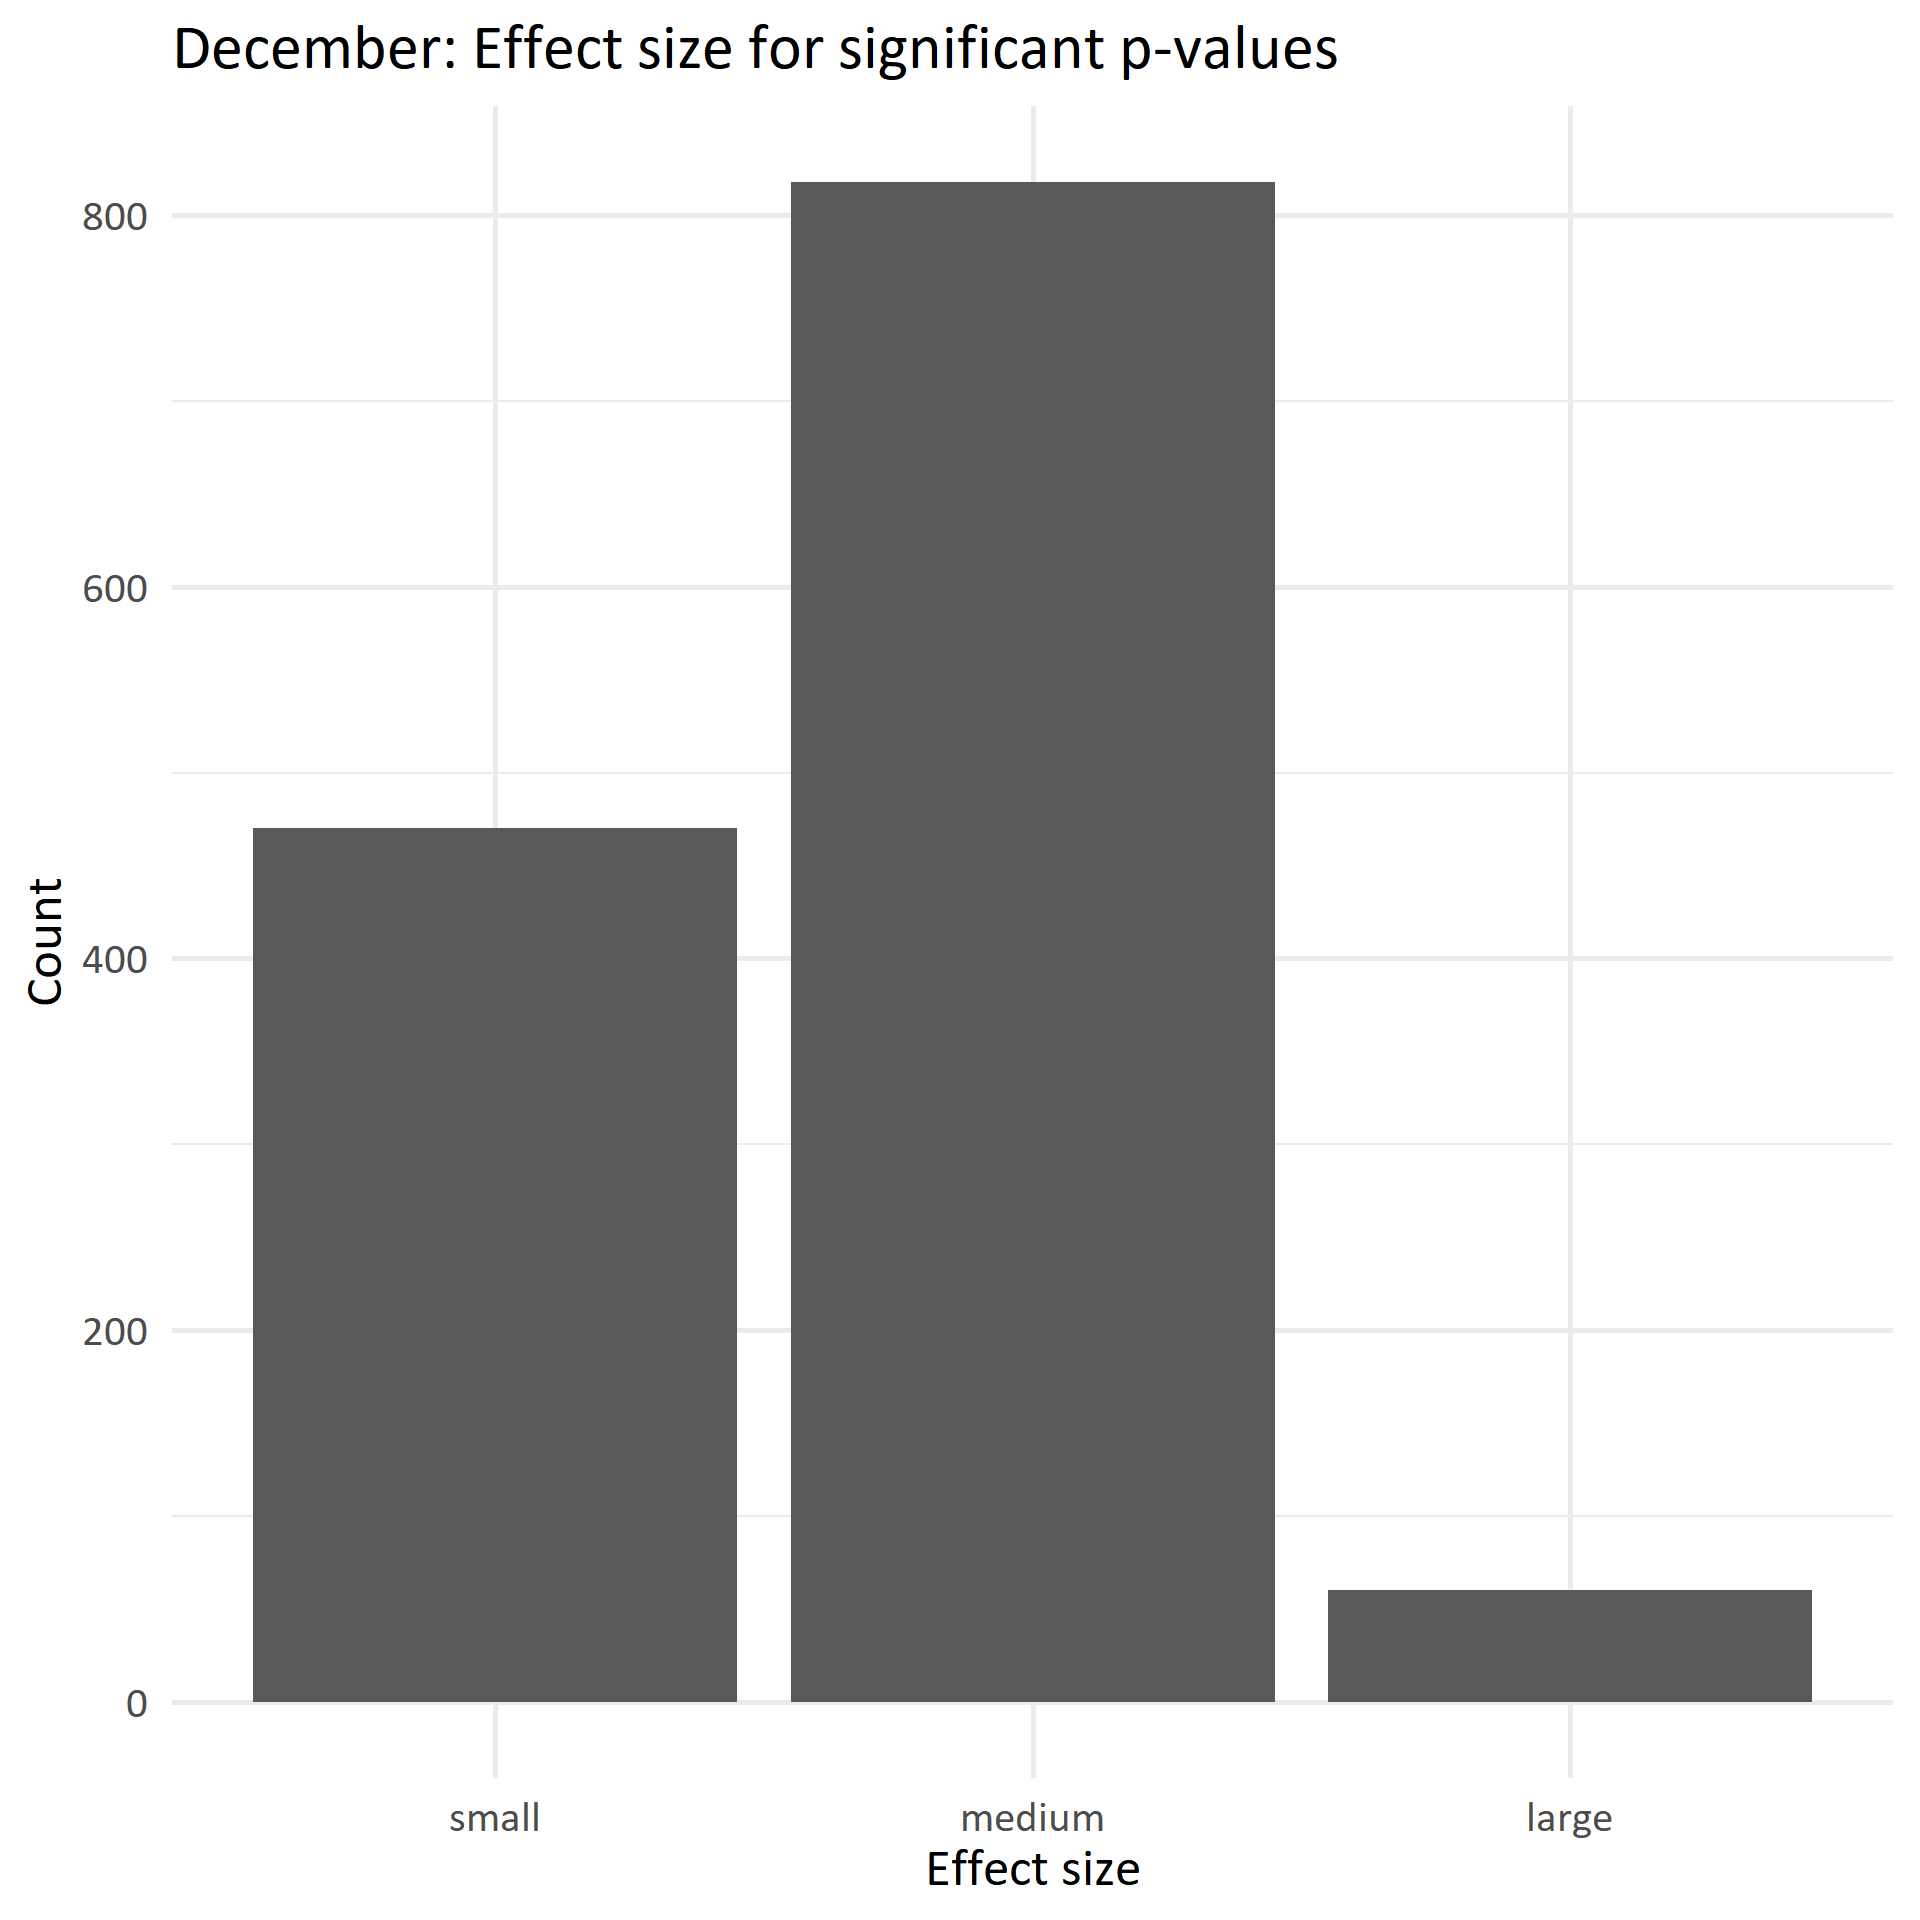 December: Effect size for significant p-values
Count
800
600
400
200
0
small
medium
large
Effect size